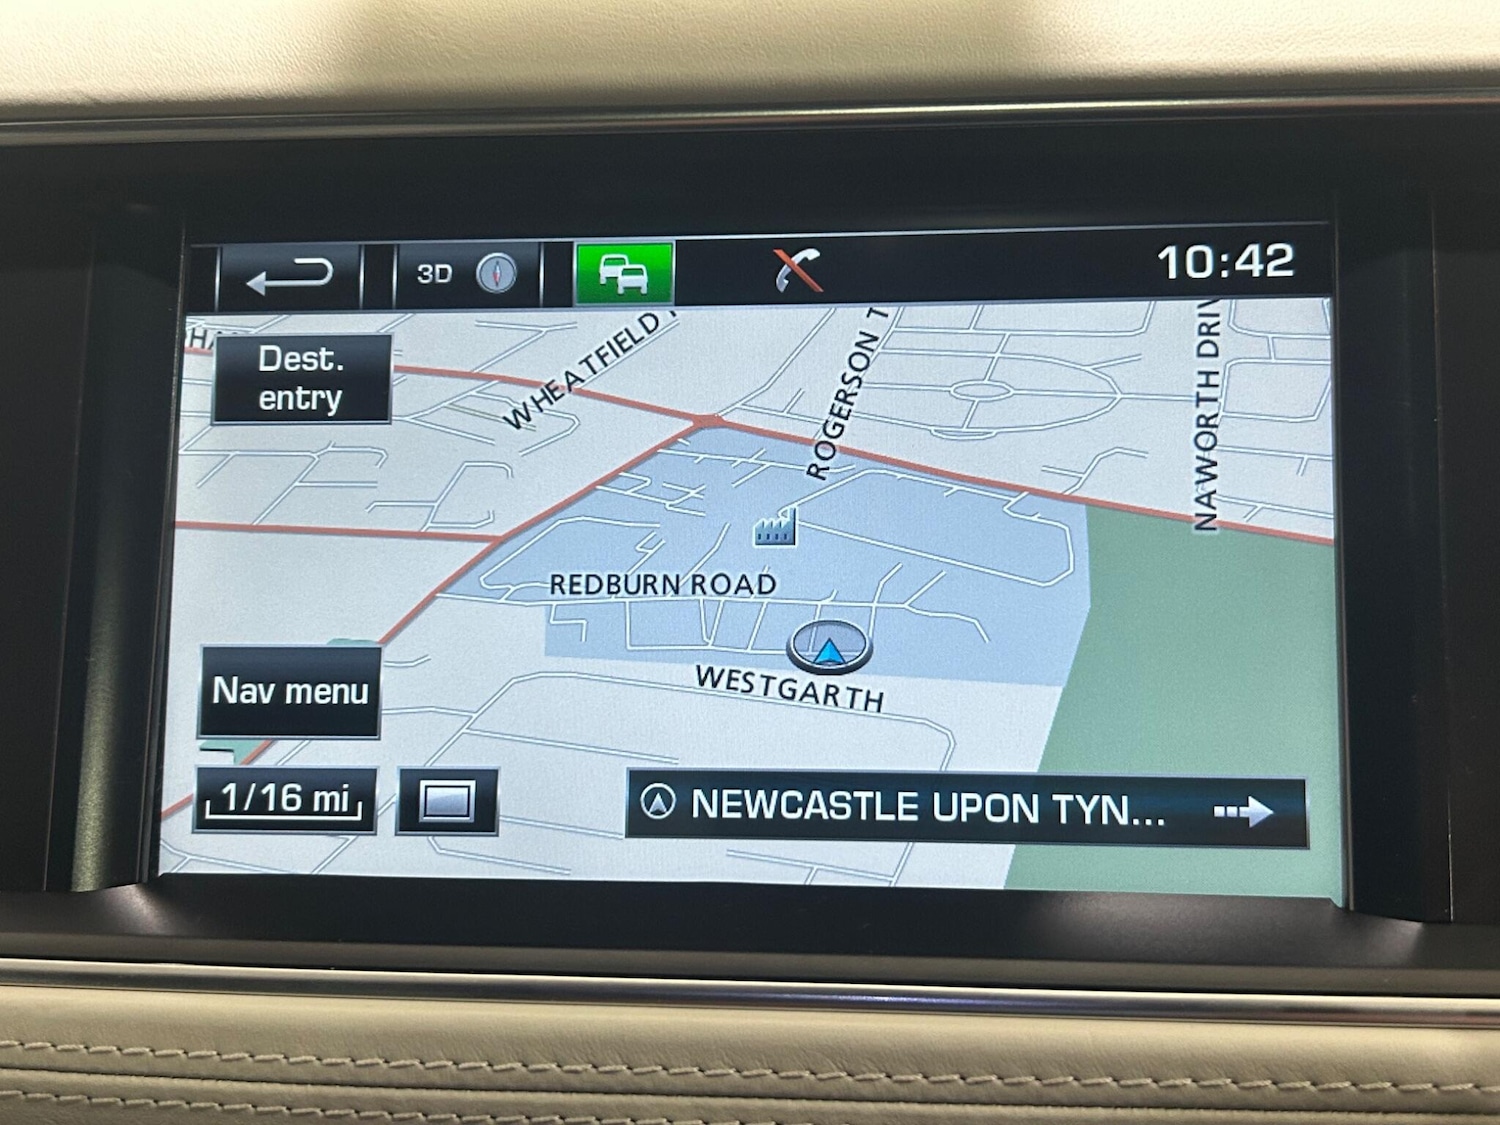 3D
10:42
Dest.
entry
WHEATFIELD
ROGERSON T
NAWORTH DRIV
REDBURN ROAD
WESTGARTH
Nav menu
1/16 mi
NEWCASTLE UPON TYN...